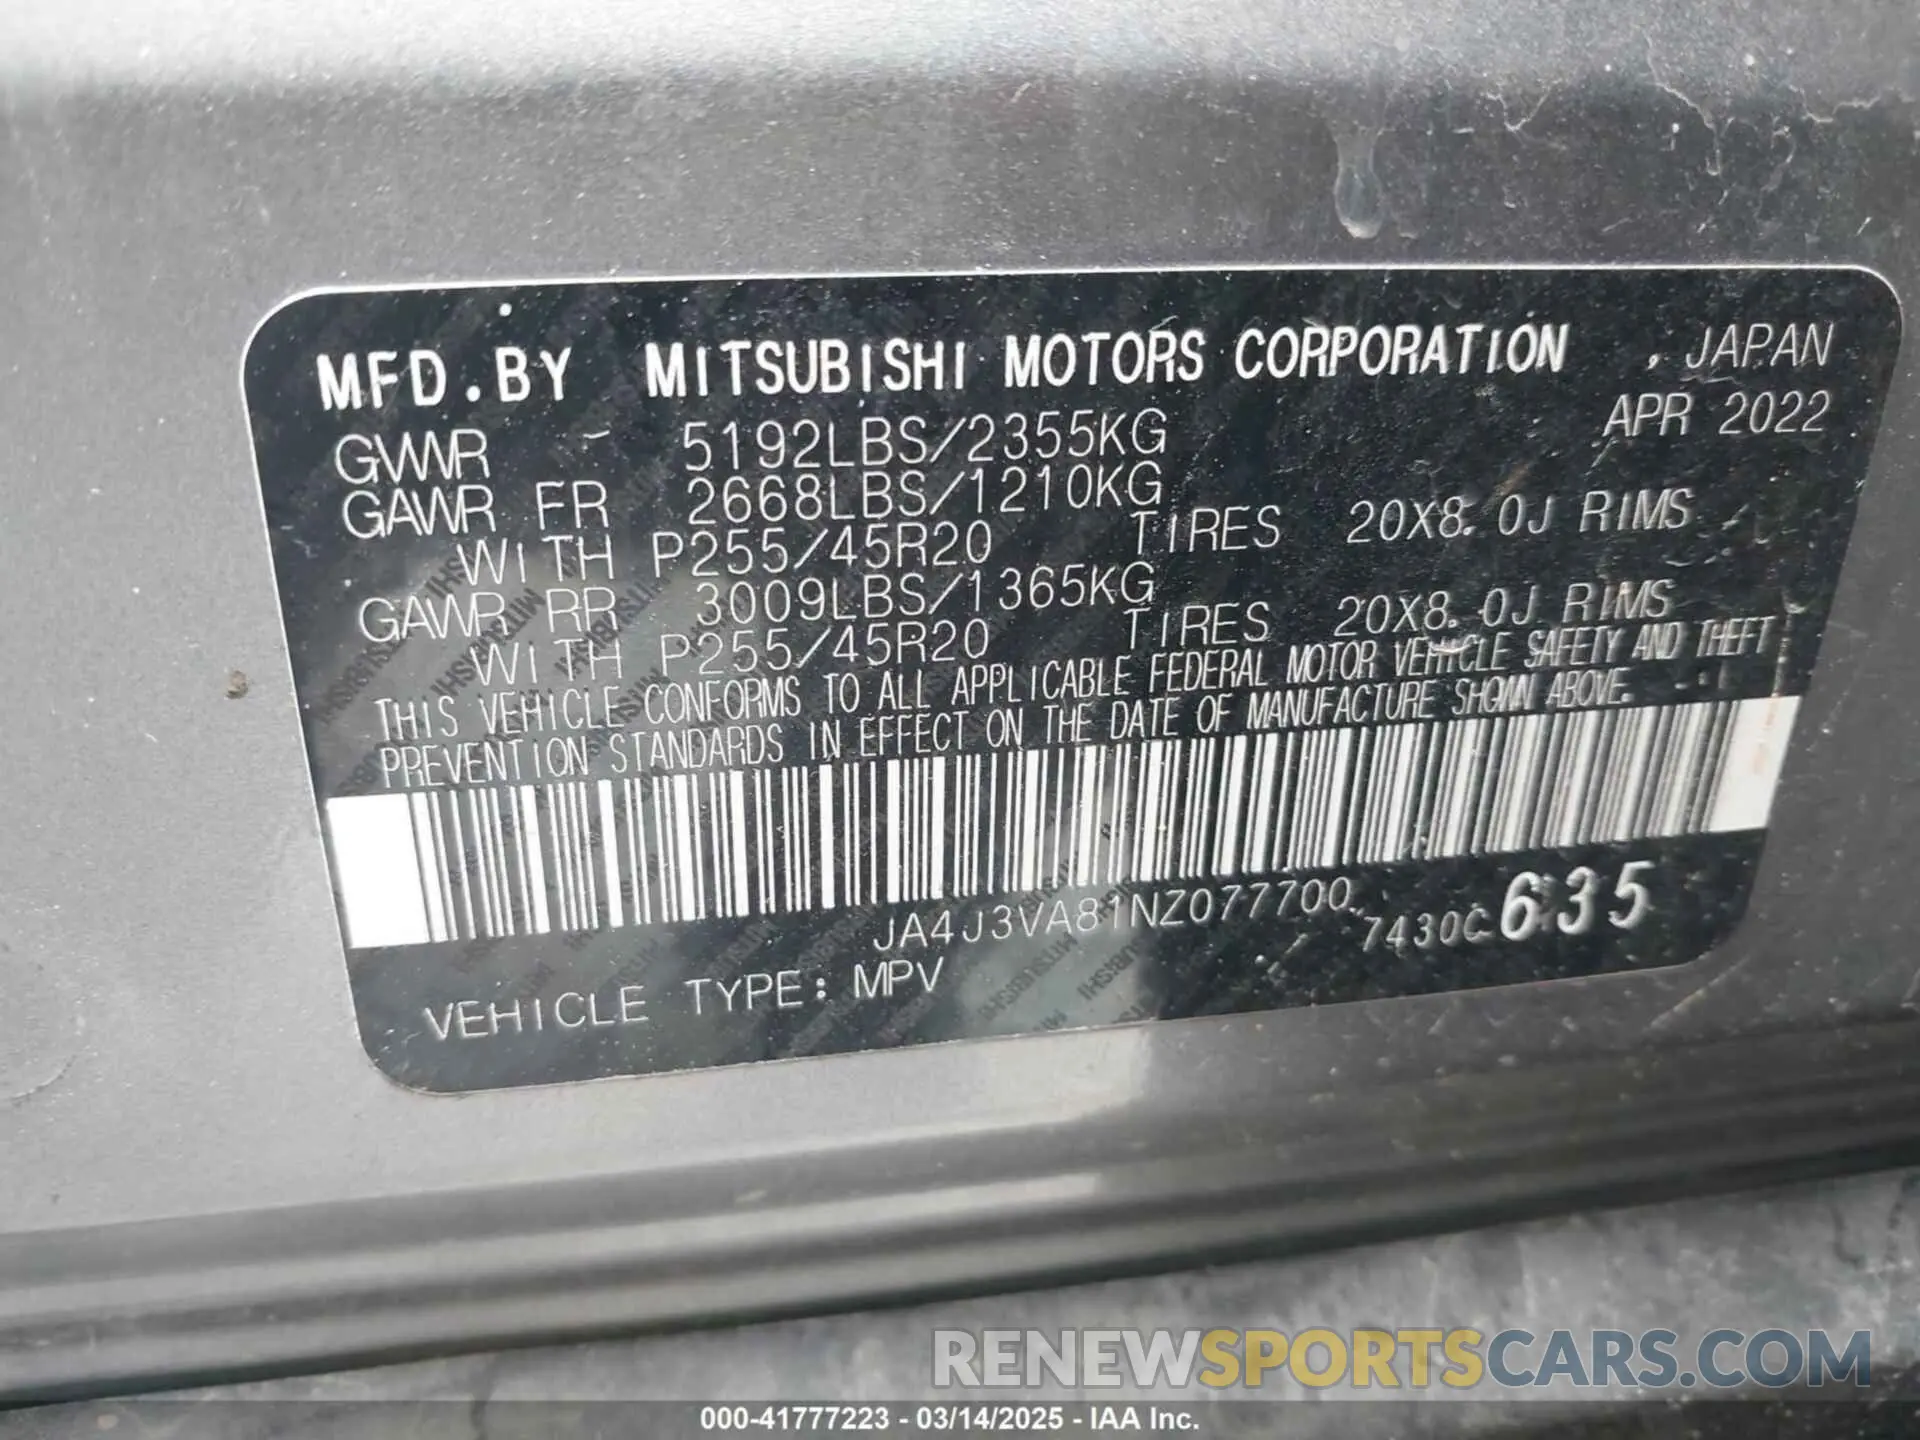 MFD.BY MITSUBISHI MOTORS CORPORATION , JAPAN
APR 2022
GVWR - 5192LBS/2355KG
GAWR FR 2668LBS/1210KG
WITH P255/45R20 TIRES 20X8.0J RIMS
GAWR RR 3009LBS/1365KG
WITH P255/45R20 TIRES 20X8.0J RIMS
THIS VEHICLE CONFORMS TO ALL APPLICABLE FEDERAL MOTOR VEHICLE SAFETY AND THEFT
PREVENTION STANDARDS IN EFFECT ON THE DATE OF MANUFACTURE SHOWN ABOVE.
JA4J3VA81NZ077700
7430C 635
VEHICLE TYPE: MPV
RENEWSPORTSCARS.COM
000-41777223 - 03/14/2025 - IAA Inc.